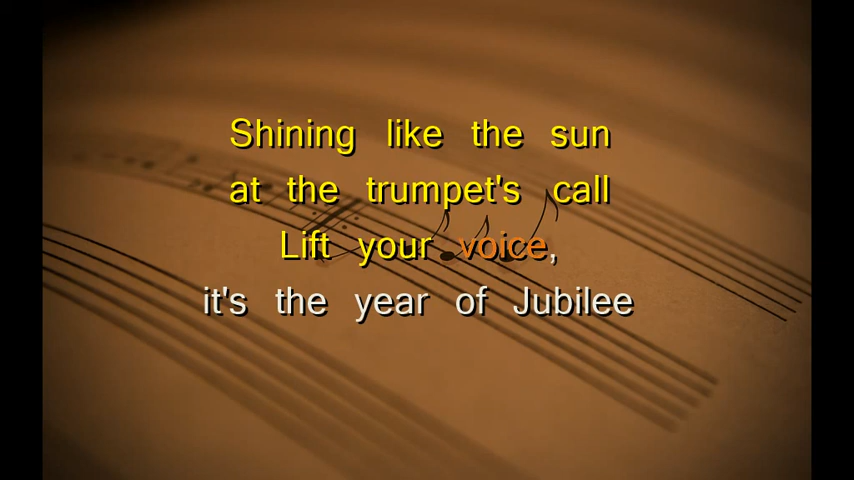 Shining like the sun
at the trumpet's call
Lift your voice,
it's the year of Jubilee